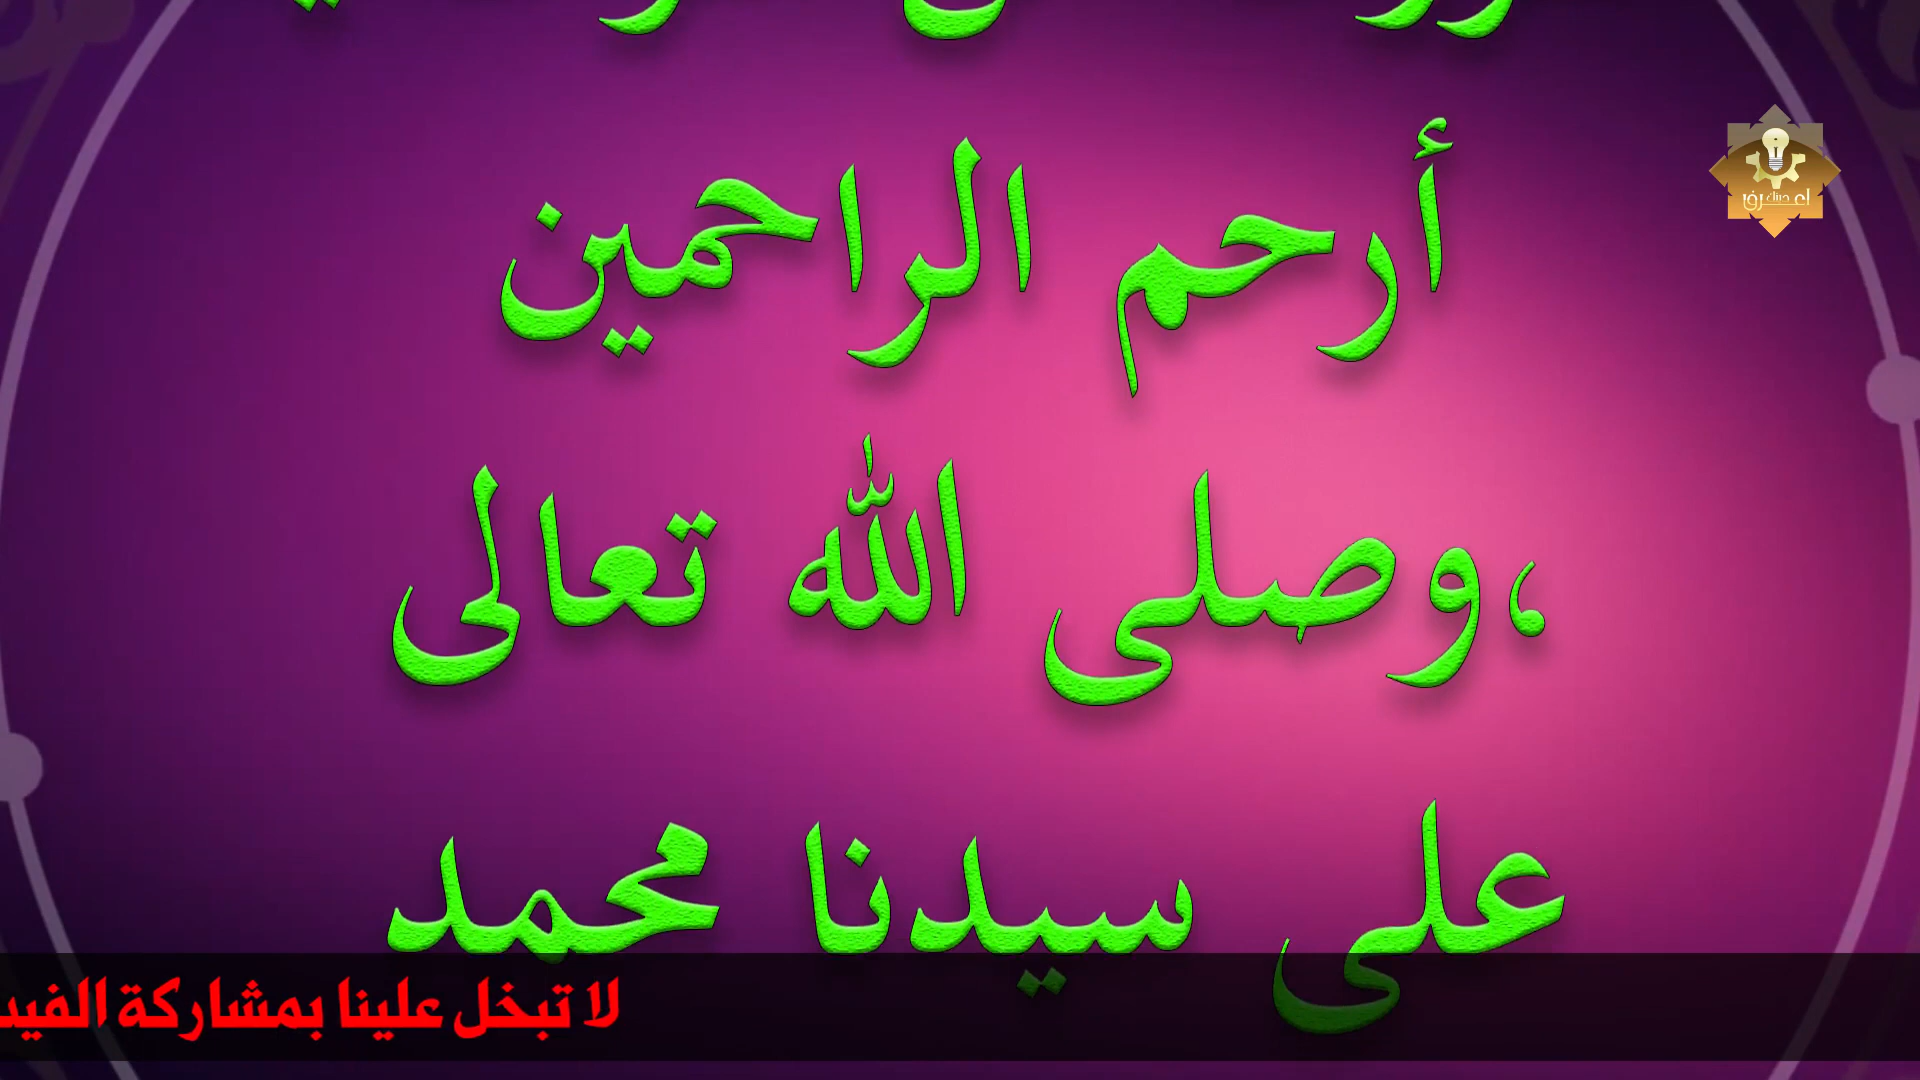 أرحم الراحمين
،وصلى الله تعالى
على سيدنا محمد
لا تبخل علينا بمشاركة